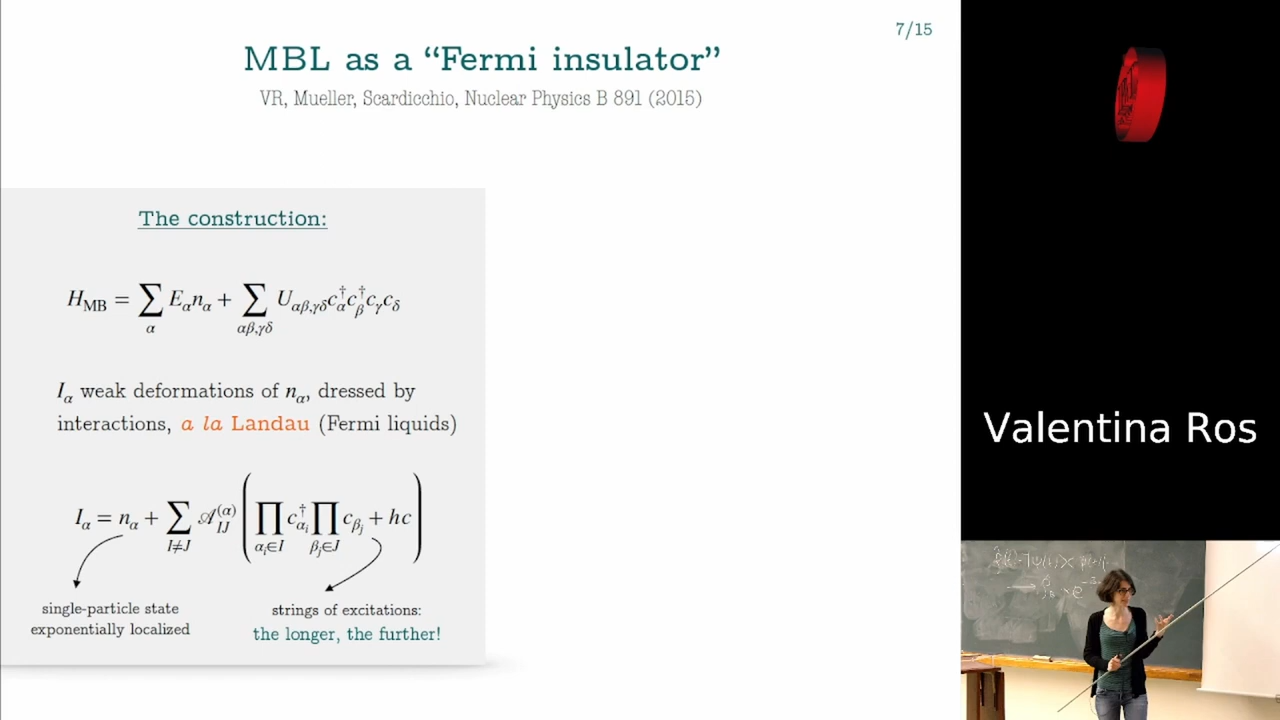 7/15
MBL as a “Fermi insulator”
VR, Mueller, Scardicchio, Nuclear Physics B 891 (2015)
The construction:
H_MB = ∑_α E_α n_α + ∑_{αβ,γδ} U_{αβ,γδ} c†_α c†_β c_γ c_δ
I_α weak deformations of n_α, dressed by
interactions, a la Landau (Fermi liquids)
I_α = n_α + ∑_{I≠J} 𝒜^{(α)}_{IJ} ( ∏_{α_i∈I} c†_{α_i} ∏_{β_j∈J} c_{β_j} + hc )
single-particle state
exponentially localized
strings of excitations:
the longer, the further!
Valentina Ros